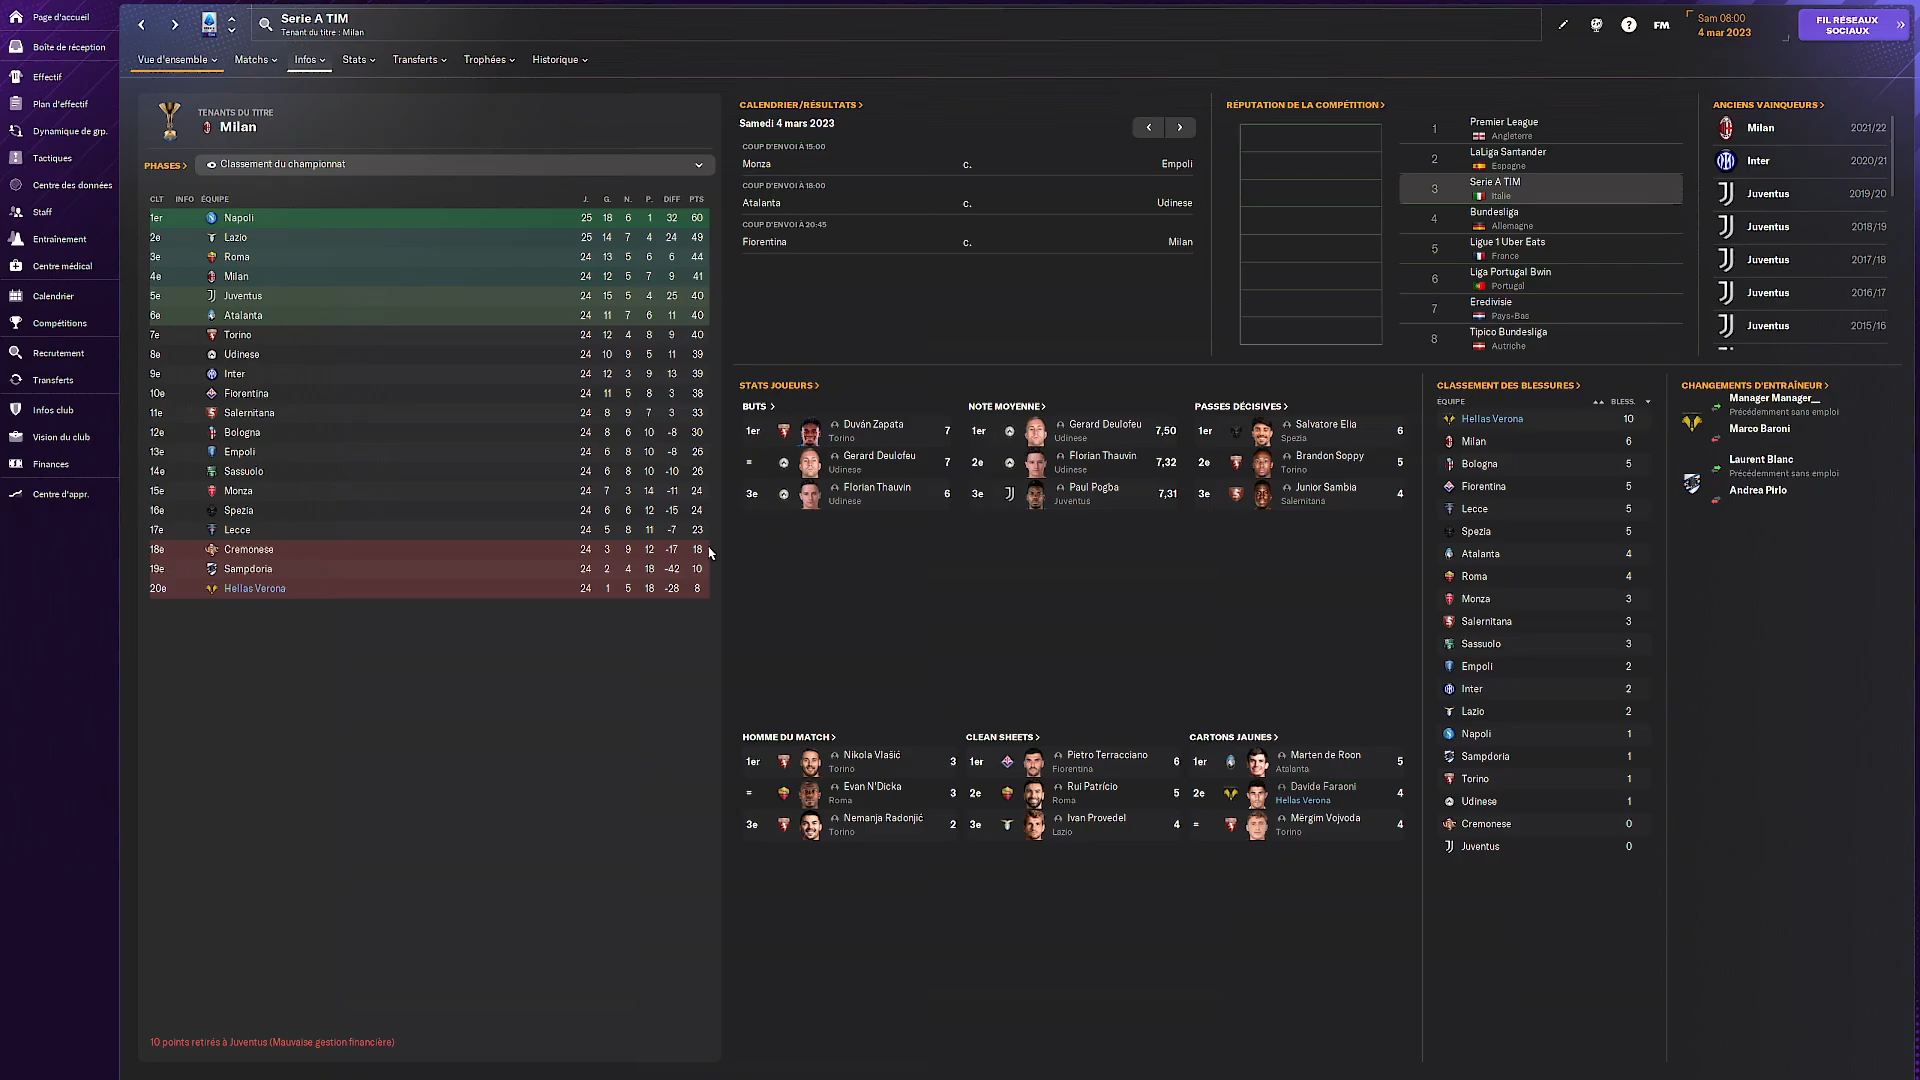 Page d'accueil
Boîte de réception
Effectif
Plan d'effectif
Dynamique de grp.
Tactiques
Centre des données
Staff
Entraînement
Centre médical
Calendrier
Compétitions
Recrutement
Transferts
Infos club
Vision du club
Finances
Centre d'appr.
Serie A TIM
Tenant du titre : Milan
FM
Sam 08:00
4 mar 2023
FIL RÉSEAUX
SOCIAUX
Vue d'ensemble Matchs Infos Stats Transferts Trophées Historique
TENANTS DU TITRE
Milan
PHASES> Classement du championnat
CLT INFO ÉQUIPE J. G. N. P. DIFF PTS
1er Napoli 25 18 6 1 32 60
2e Lazio 25 14 7 4 24 49
3e Roma 24 13 5 6 6 44
4e Milan 24 12 5 7 9 41
5e Juventus 24 15 5 4 25 40
6e Atalanta 24 11 7 6 11 40
7e Torino 24 12 4 8 9 40
8e Udinese 24 10 9 5 11 39
9e Inter 24 12 3 9 13 39
10e Fiorentina 24 11 5 8 3 38
11e Salernitana 24 8 9 7 3 33
12e Bologna 24 8 6 10 -8 30
13e Empoli 24 6 8 10 -8 26
14e Sassuolo 24 6 8 10 -10 26
15e Monza 24 7 3 14 -11 24
16e Spezia 24 6 6 12 -15 24
17e Lecce 24 5 8 11 -7 23
18e Cremonese 24 3 9 12 -17 18
19e Sampdoria 24 2 4 18 -42 10
20e Hellas Verona 24 1 5 18 -28 8
10 points retirés à Juventus (Mauvaise gestion financière)
CALENDRIER/RÉSULTATS>
Samedi 4 mars 2023
COUP D'ENVOI À 15:00
Monza c. Empoli
COUP D'ENVOI À 18:00
Atalanta c. Udinese
COUP D'ENVOI À 20:45
Fiorentina c. Milan
RÉPUTATION DE LA COMPÉTITION>
1 Premier League
Angleterre
2 LaLiga Santander
Espagne
3 Serie A TIM
Italie
4 Bundesliga
Allemagne
5 Ligue 1 Uber Eats
France
6 Liga Portugal Bwin
Portugal
7 Eredivisie
Pays-Bas
8 Tipico Bundesliga
Autriche
ANCIENS VAINQUEURS>
Milan 2021/22
Inter 2020/21
Juventus 2019/20
Juventus 2018/19
Juventus 2017/18
Juventus 2016/17
Juventus 2015/16
STATS JOUEURS>
BUTS >
1er Duván Zapata 7
Torino
= Gerard Deulofeu 7
Udinese
3e Florian Thauvin 6
Udinese
NOTE MOYENNE>
1er Gerard Deulofeu 7,50
Udinese
2e Florian Thauvin 7,32
Udinese
3e Paul Pogba 7,31
Juventus
PASSES DÉCISIVES >
1er Salvatore Elia 6
Spezia
2e Brandon Soppy 5
Torino
3e Junior Sambia 4
Salernitana
HOMME DU MATCH >
1er Nikola Vlašić 3
Torino
= Evan N'Dicka 3
Roma
3e Nemanja Radonjić 2
Torino
CLEAN SHEETS>
1er Pietro Terracciano 6
Fiorentina
2e Rui Patrício 5
Roma
3e Ivan Provedel 4
Lazio
CARTONS JAUNES>
1er Marten de Roon 5
Atalanta
2e Davide Faraoni 4
Hellas Verona
= Mërgim Vojvoda 4
Torino
CLASSEMENT DES BLESSURES >
ÉQUIPE BLESS.
Hellas Verona 10
Milan 6
Bologna 5
Fiorentina 5
Lecce 5
Spezia 5
Atalanta 4
Roma 4
Monza 3
Salernitana 3
Sassuolo 3
Empoli 2
Inter 2
Lazio 2
Napoli 1
Sampdoria 1
Torino 1
Udinese 1
Cremonese 0
Juventus 0
CHANGEMENTS D'ENTRAÎNEUR>
Manager Manager__
Précédemment sans emploi
Marco Baroni
Laurent Blanc
Précédemment sans emploi
Andrea Pirlo